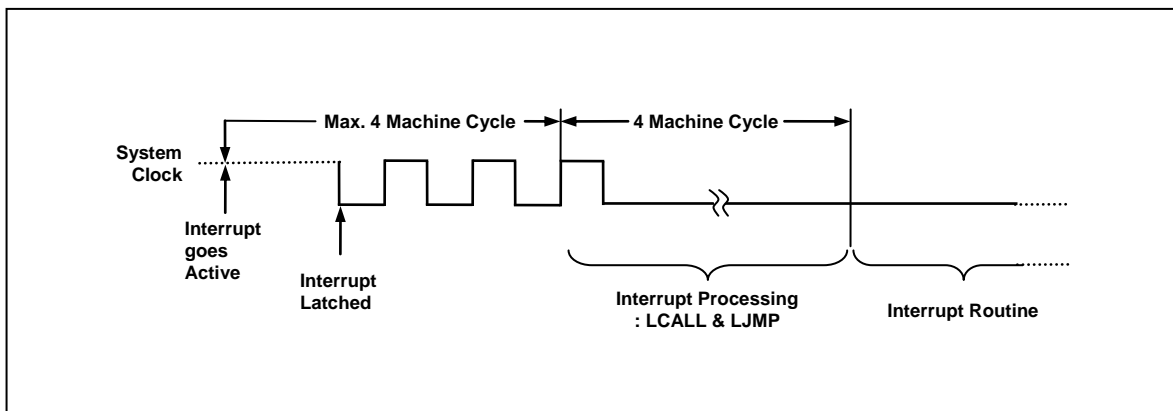 Max. 4 Machine Cycle
4 Machine Cycle
System
Clock
Interrupt
goes
Active
Interrupt
Latched
Interrupt Processing
: LCALL & LJMP
Interrupt Routine